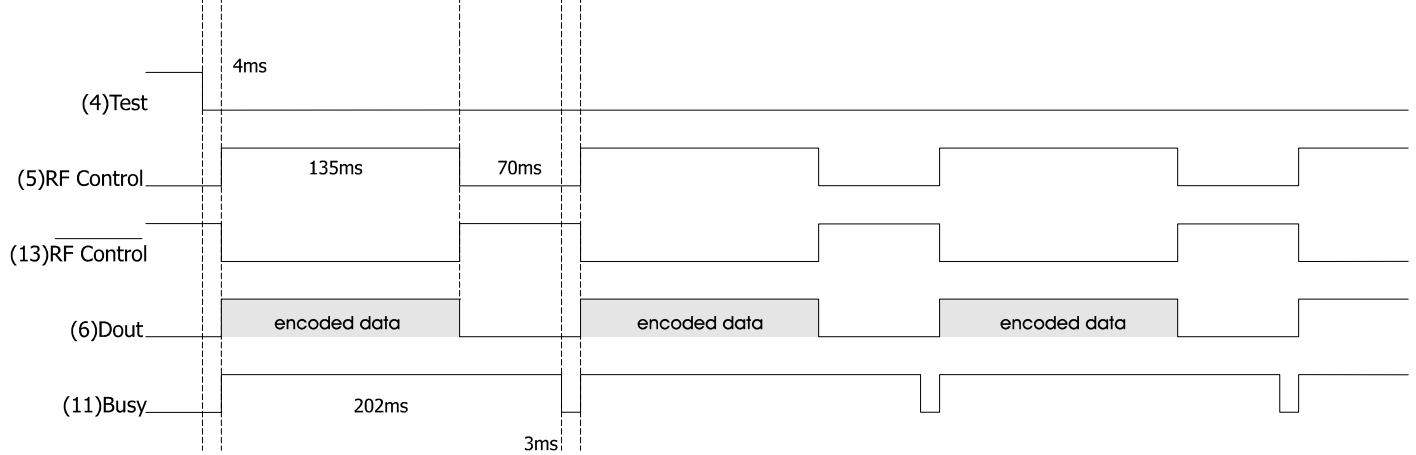 4ms
(4)Test
135ms
70ms
(5)RF Control
(13)RF Control
encoded data
encoded data
encoded data
(6)Dout
202ms
(11)Busy
3ms